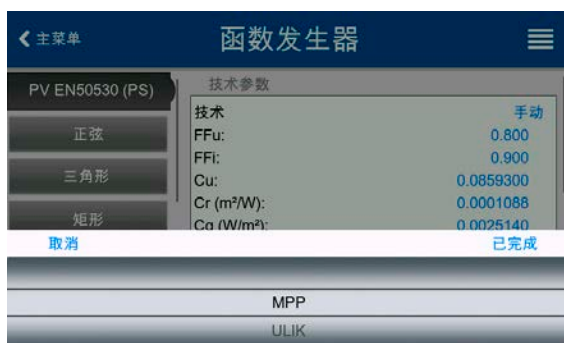 主菜单 函数发生器
PV EN50530 (PS)
正弦
三角形
矩形
技术参数
技术 手动
FFu: 0.800
FFi: 0.900
Cu: 0.0859300
Cr (m²/W): 0.0001088
Cg (W/m²): 0.0025140
取消 已完成
MPP
ULIK